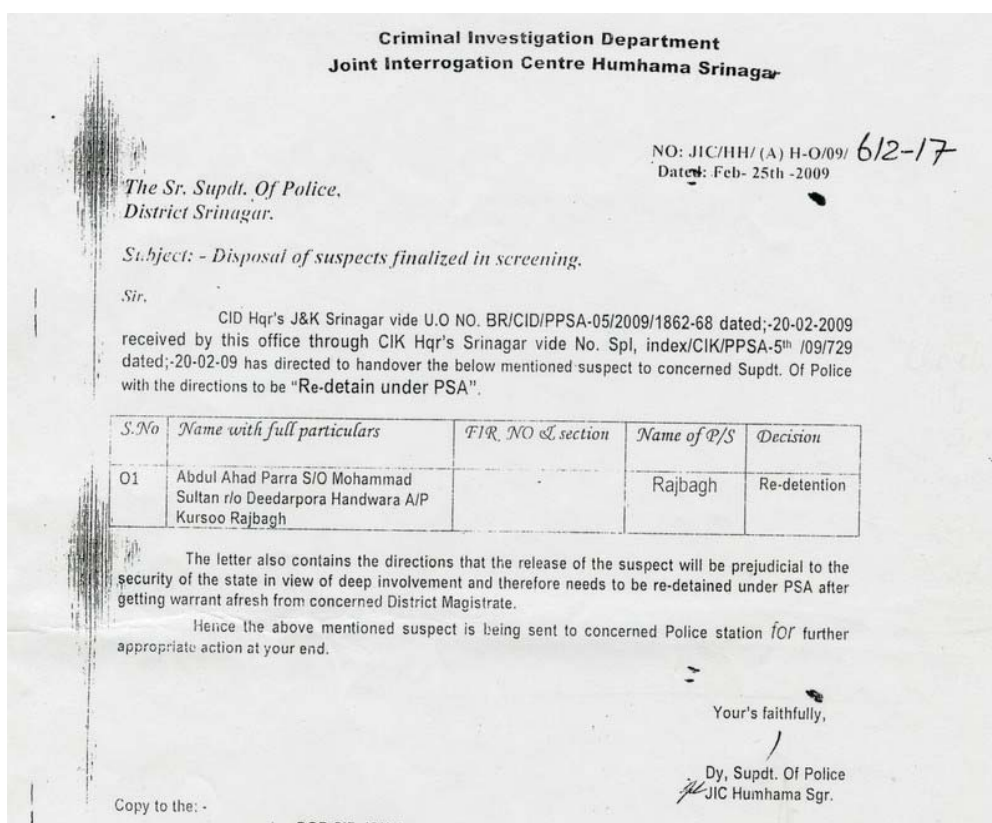 Criminal Investigation Department
Joint Interrogation Centre Humhama Srinagar
NO: JIC/HH/ (A) H-O/09/ 612-17
Dated: Feb- 25th -2009
The Sr. Supdt. Of Police,
District Srinagar.
Subject: - Disposal of suspects finalized in screening.
Sir.
CID Hqr's J&K Srinagar vide U.O NO. BR/CID/PPSA-05/2009/1862-68 dated;-20-02-2009
received by this office through CIK Hqr's Srinagar vide No. Spl, index/CIK/PPSA-5th /09/729
dated;-20-02-09 has directed to handover the below mentioned suspect to concerned Supdt. Of Police
with the directions to be "Re-detain under PSA".
S.No Name with full particulars FIR. NO & section Name of P/S Decision
01 Abdul Ahad Parra S/O Mohammad Rajbagh Re-detention
Sultan r/o Deedarpora Handwara A/P
Kursoo Rajbagh
The letter also contains the directions that the release of the suspect will be prejudicial to the
security of the state in view of deep involvement and therefore needs to be re-detained under PSA after
getting warrant afresh from concerned District Magistrate.
Hence the above mentioned suspect is being sent to concerned Police station for further
appropriate action at your end.
Your's faithfully,
Dy, Supdt. Of Police
JIC Humhama Sgr.
Copy to the: -